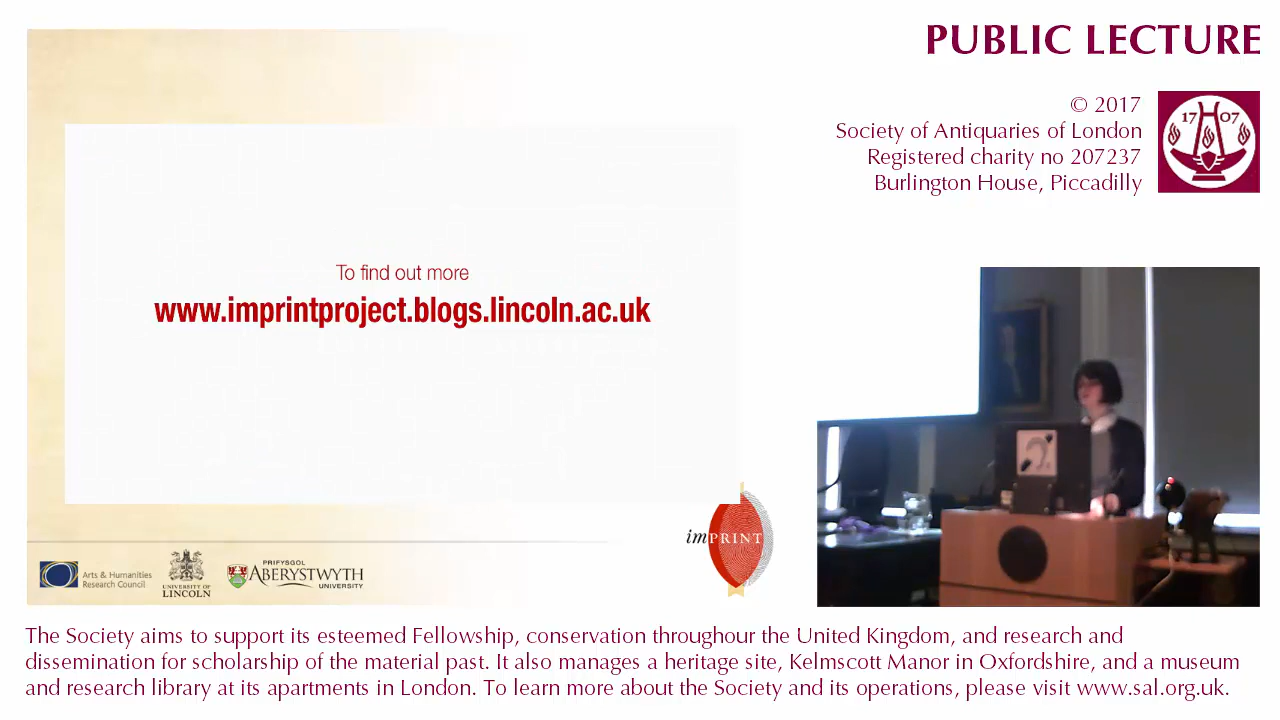 PUBLIC LECTURE
© 2017
Society of Antiquaries of London
Registered charity no 207237
Burlington House, Piccadilly
17 07
To find out more
www.imprintproject.blogs.lincoln.ac.uk
imPRINT
Arts & Humanities
Research Council
UNIVERSITY OF
LINCOLN
PRIFYSGOL
ABERYSTWYTH
UNIVERSITY
The Society aims to support its esteemed Fellowship, conservation throughour the United Kingdom, and research and
dissemination for scholarship of the material past. It also manages a heritage site, Kelmscott Manor in Oxfordshire, and a museum
and research library at its apartments in London. To learn more about the Society and its operations, please visit www.sal.org.uk.